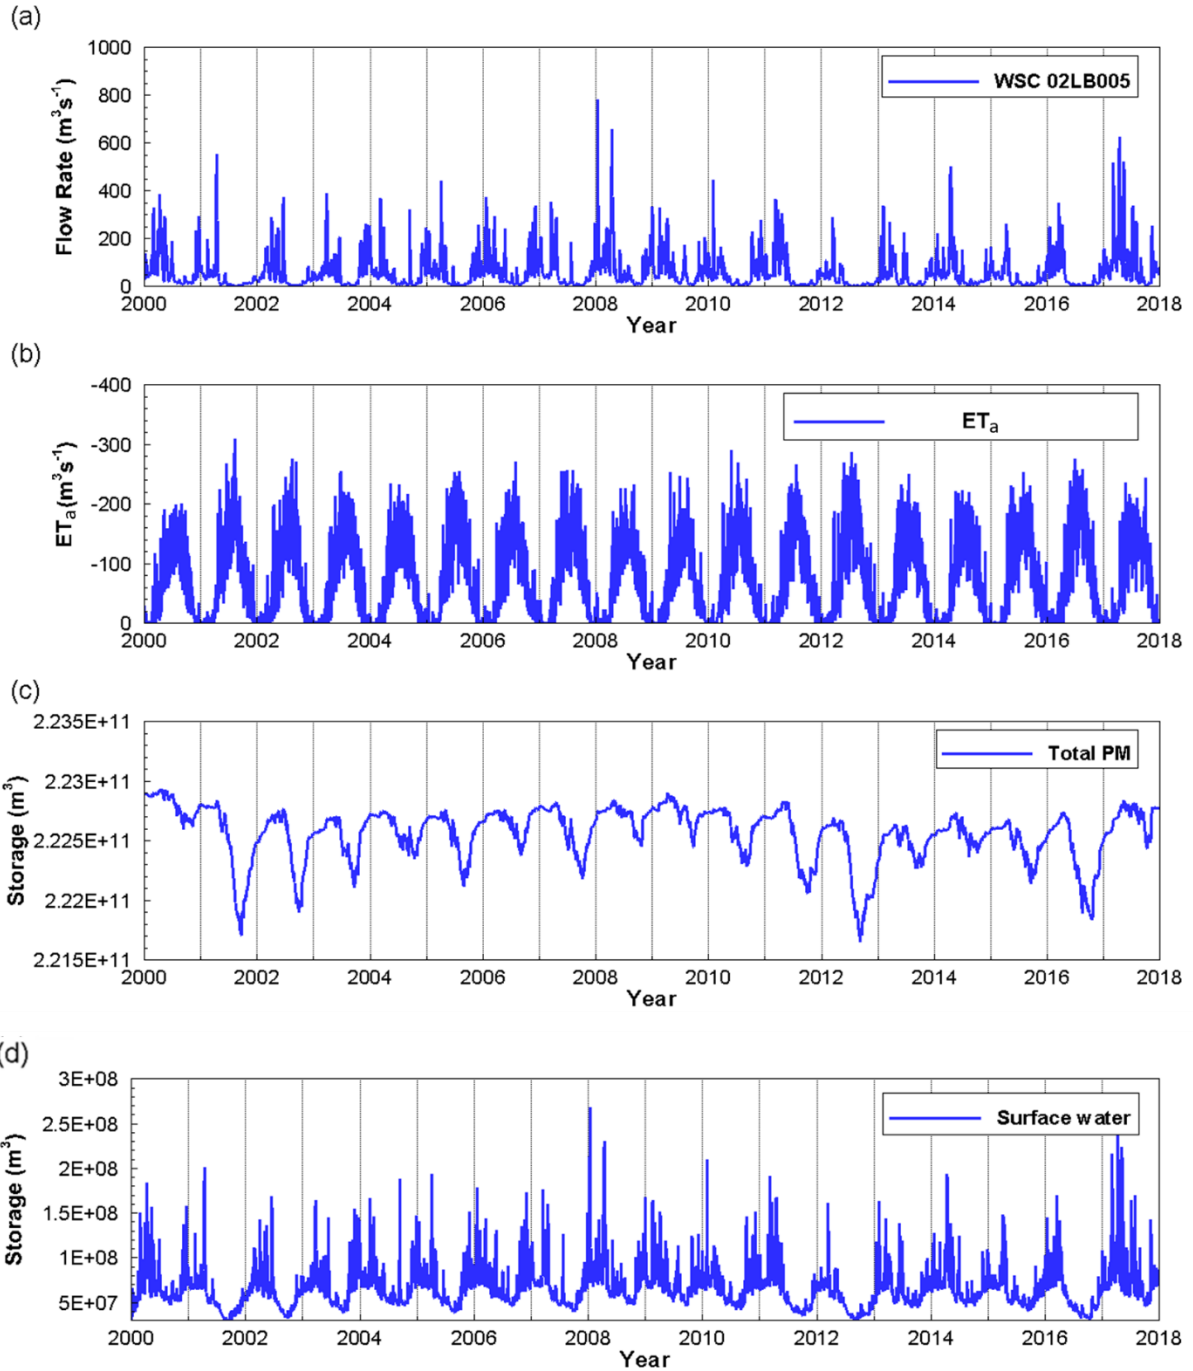 (a)
1000
800
600
400
200
0
Flow Rate (m³s⁻¹)
WSC 02LB005
2000 2002 2004 2006 2008 2010 2012 2014 2016 2018
Year
(b)
-400
-300
-200
-100
0
ETₐ (m³s⁻¹)
ETₐ
2000 2002 2004 2006 2008 2010 2012 2014 2016 2018
Year
(c)
2.235E+11
2.23E+11
2.225E+11
2.22E+11
2.215E+11
Storage (m³)
Total PM
2000 2002 2004 2006 2008 2010 2012 2014 2016 2018
Year
(d)
3E+08
2.5E+08
2E+08
1.5E+08
1E+08
5E+07
Storage (m³)
Surface water
2000 2002 2004 2006 2008 2010 2012 2014 2016 2018
Year